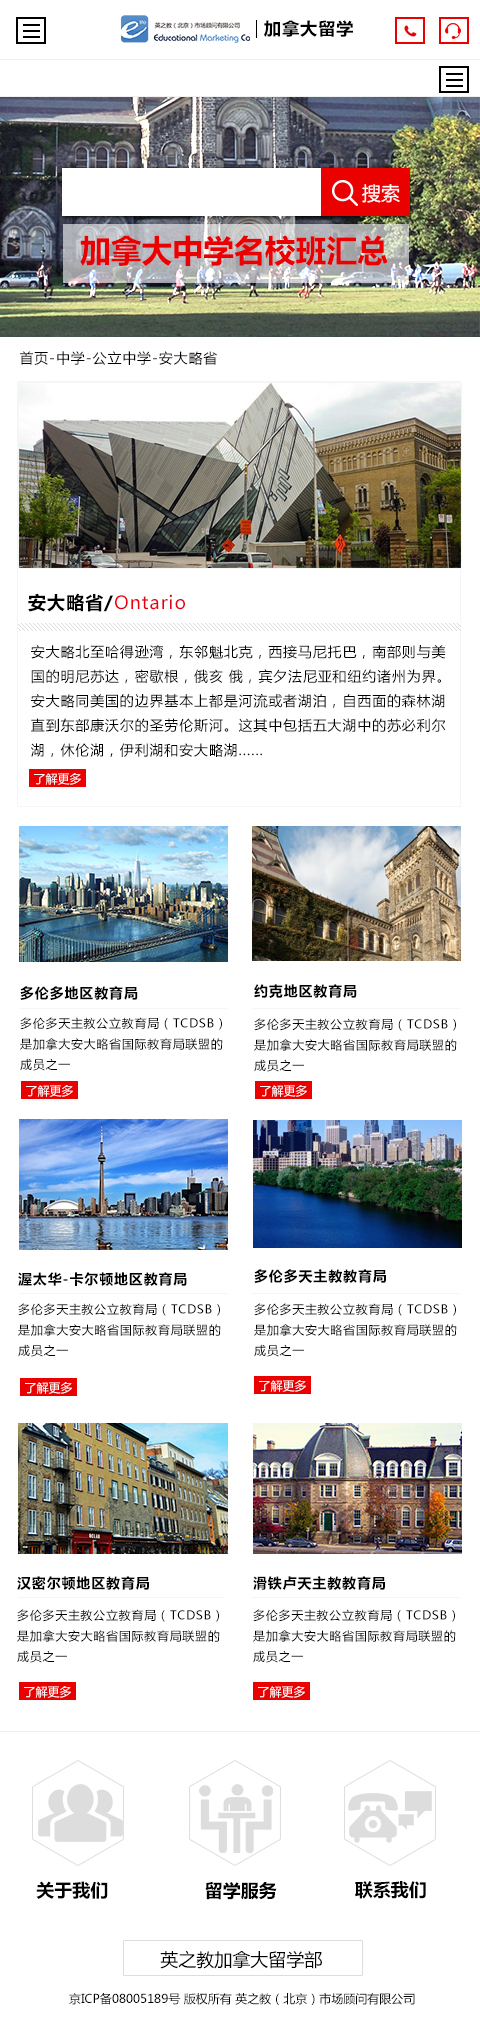 英之教（北京）市场顾问有限公司
Educational Marketing Co
加拿大留学
搜索
加拿大中学名校班汇总
首页-中学-公立中学-安大略省
安大略省/Ontario
安大略北至哈得逊湾，东邻魁北克，西接马尼托巴，南部则与美
国的明尼苏达，密歇根，俄亥 俄，宾夕法尼亚和纽约诸州为界。
安大略同美国的边界基本上都是河流或者湖泊，自西面的森林湖
直到东部康沃尔的圣劳伦斯河。这其中包括五大湖中的苏必利尔
湖，休伦湖，伊利湖和安大略湖......
了解更多
多伦多地区教育局
多伦多天主教公立教育局（TCDSB）
是加拿大安大略省国际教育局联盟的
成员之一
了解更多
约克地区教育局
多伦多天主教公立教育局（TCDSB）
是加拿大安大略省国际教育局联盟的
成员之一
了解更多
渥太华-卡尔顿地区教育局
多伦多天主教公立教育局（TCDSB）
是加拿大安大略省国际教育局联盟的
成员之一
了解更多
多伦多天主教教育局
多伦多天主教公立教育局（TCDSB）
是加拿大安大略省国际教育局联盟的
成员之一
了解更多
汉密尔顿地区教育局
多伦多天主教公立教育局（TCDSB）
是加拿大安大略省国际教育局联盟的
成员之一
了解更多
滑铁卢天主教教育局
多伦多天主教公立教育局（TCDSB）
是加拿大安大略省国际教育局联盟的
成员之一
了解更多
关于我们
留学服务
联系我们
英之教加拿大留学部
京ICP备08005189号 版权所有 英之教（北京）市场顾问有限公司